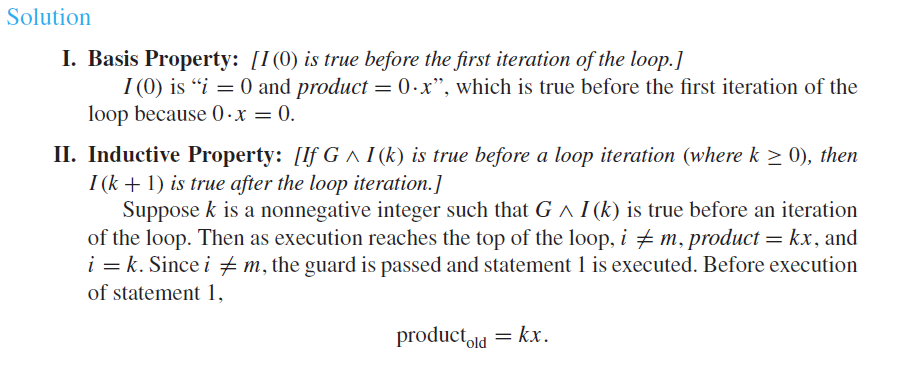 Solution
I. Basis Property: [I (0) is true before the first iteration of the loop.]
I (0) is “i = 0 and product = 0·x”, which is true before the first iteration of the
loop because 0·x = 0.
II. Inductive Property: [If G ∧ I (k) is true before a loop iteration (where k ≥ 0), then
I (k + 1) is true after the loop iteration.]
Suppose k is a nonnegative integer such that G ∧ I (k) is true before an iteration
of the loop. Then as execution reaches the top of the loop, i ≠ m, product = kx, and
i = k. Since i ≠ m, the guard is passed and statement 1 is executed. Before execution
of statement 1,
product_old = kx.